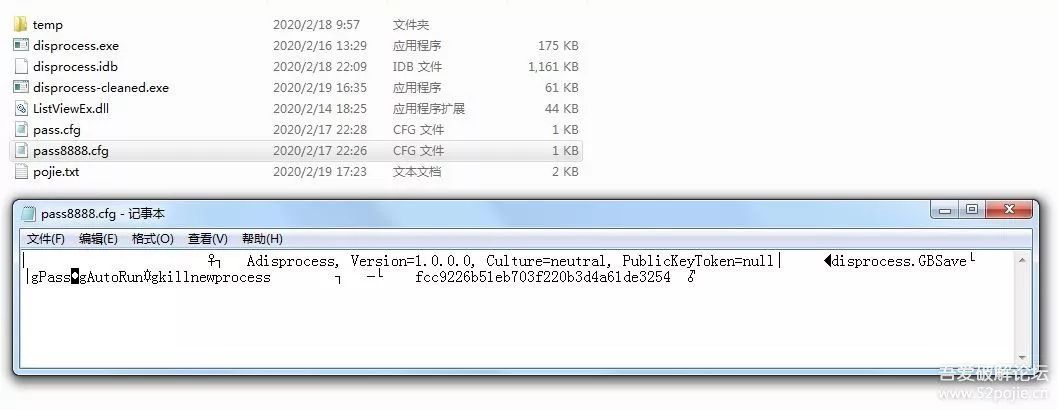 temp 2020/2/18 9:57 文件夹
disprocess.exe 2020/2/16 13:29 应用程序 175 KB
disprocess.idb 2020/2/18 22:09 IDB 文件 1,161 KB
disprocess-cleaned.exe 2020/2/19 16:35 应用程序 61 KB
ListViewEx.dll 2020/2/14 18:25 应用程序扩展 44 KB
pass.cfg 2020/2/17 22:28 CFG 文件 1 KB
pass8888.cfg 2020/2/17 22:26 CFG 文件 1 KB
pojie.txt 2020/2/19 17:23 文本文档 2 KB
pass8888.cfg - 记事本
文件(F) 编辑(E) 格式(O) 查看(V) 帮助(H)
♀┐ Adisprocess, Version=1.0.0.0, Culture=neutral, PublicKeyToken=null| ◀disprocess.GBSave└
|gPass◘gAutoRun☼gkillnewprocess ┐ −└ fcc9226b51eb703f220b3d4a61de3254 ♂
吾爱破解论坛
www.52pojie.cn